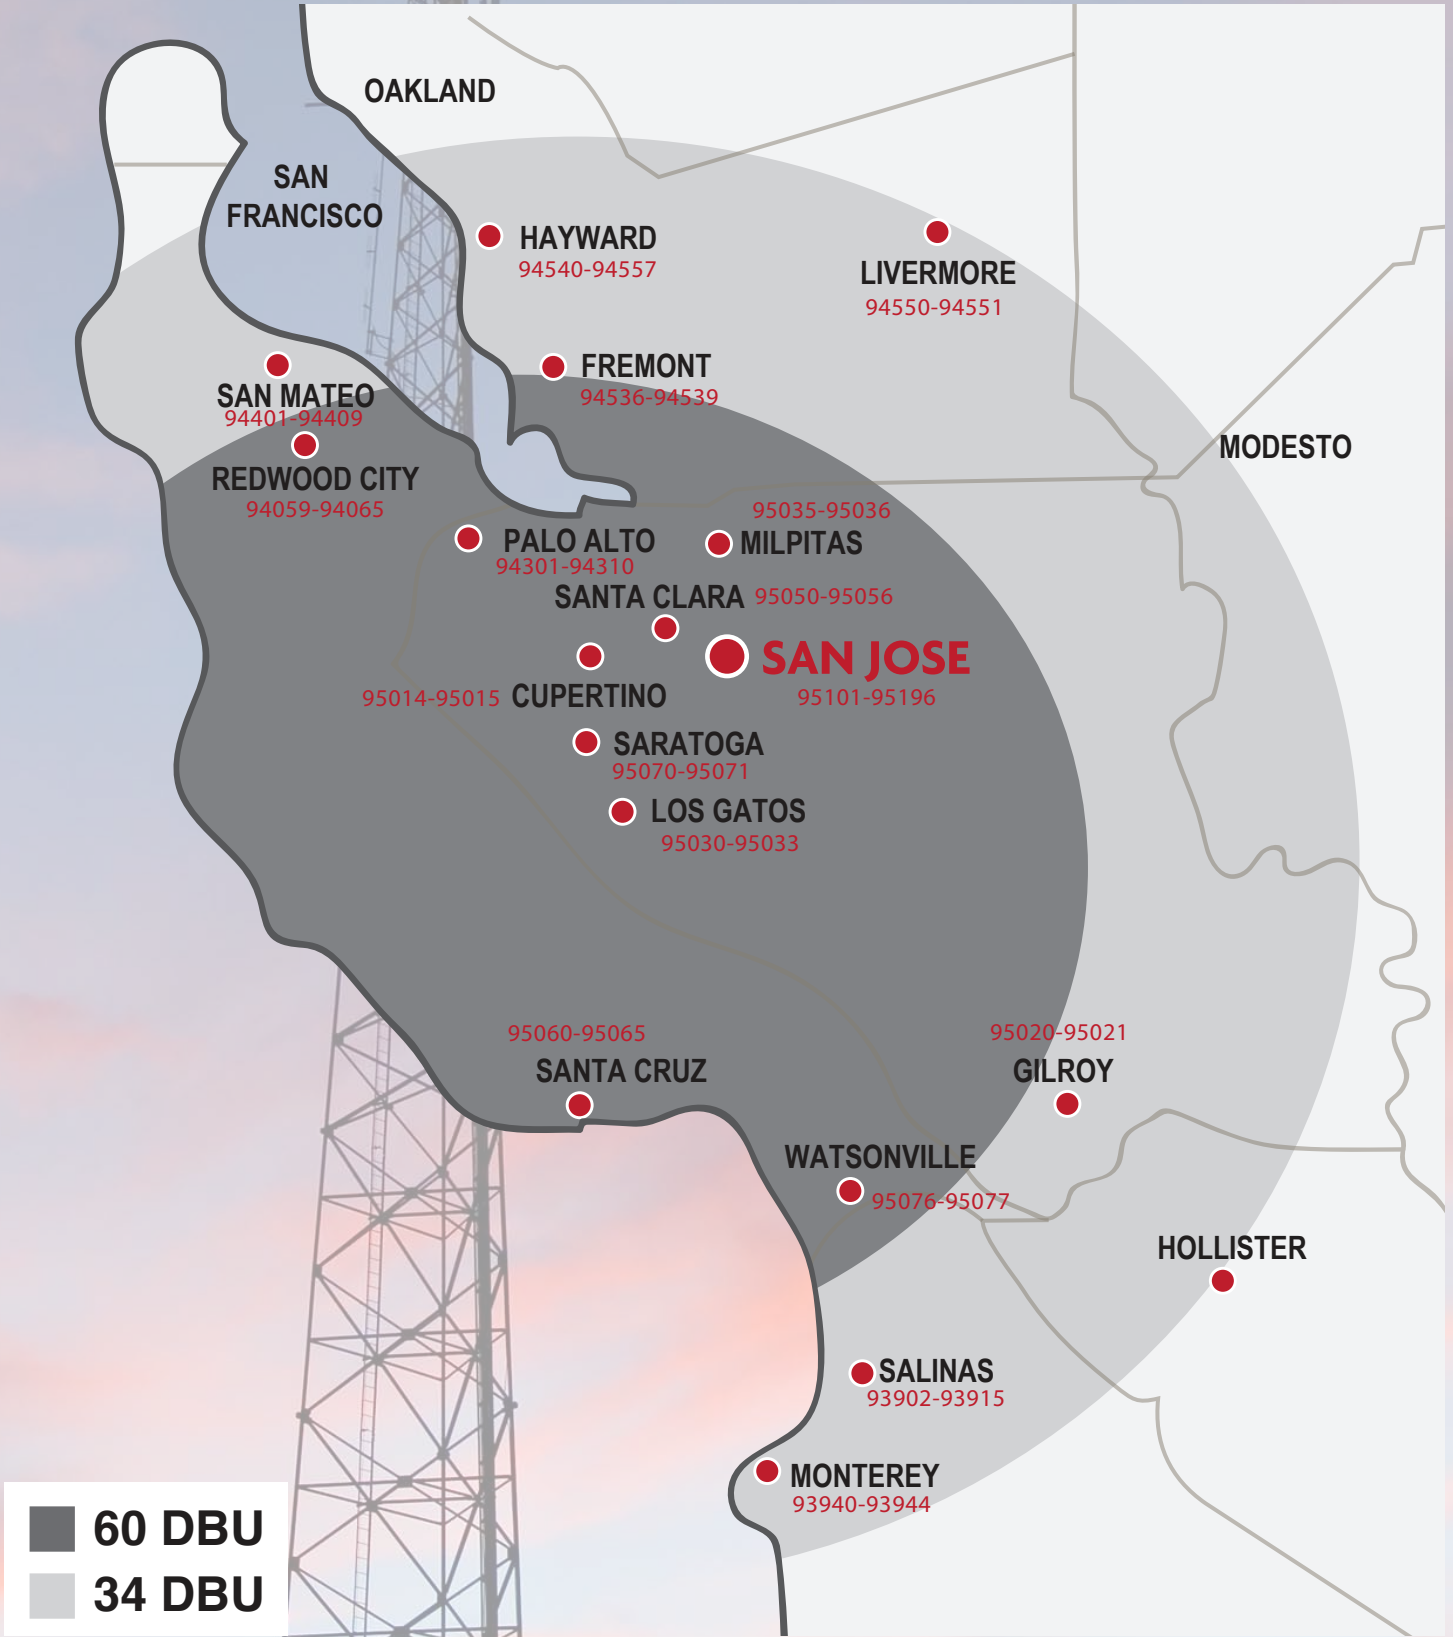 OAKLAND
SAN
FRANCISCO
HAYWARD
94540-94557
LIVERMORE
94550-94551
FREMONT
94536-94539
SAN MATEO
94401-94409
MODESTO
REDWOOD CITY
94059-94065
95035-95036
PALO ALTO
MILPITAS
94301-94310
SANTA CLARA 95050-95056
SAN JOSE
95101-95196
95014-95015 CUPERTINO
SARATOGA
95070-95071
LOS GATOS
95030-95033
95060-95065
SANTA CRUZ
95020-95021
GILROY
WATSONVILLE
95076-95077
HOLLISTER
SALINAS
93902-93915
MONTEREY
93940-93944
60 DBU
34 DBU